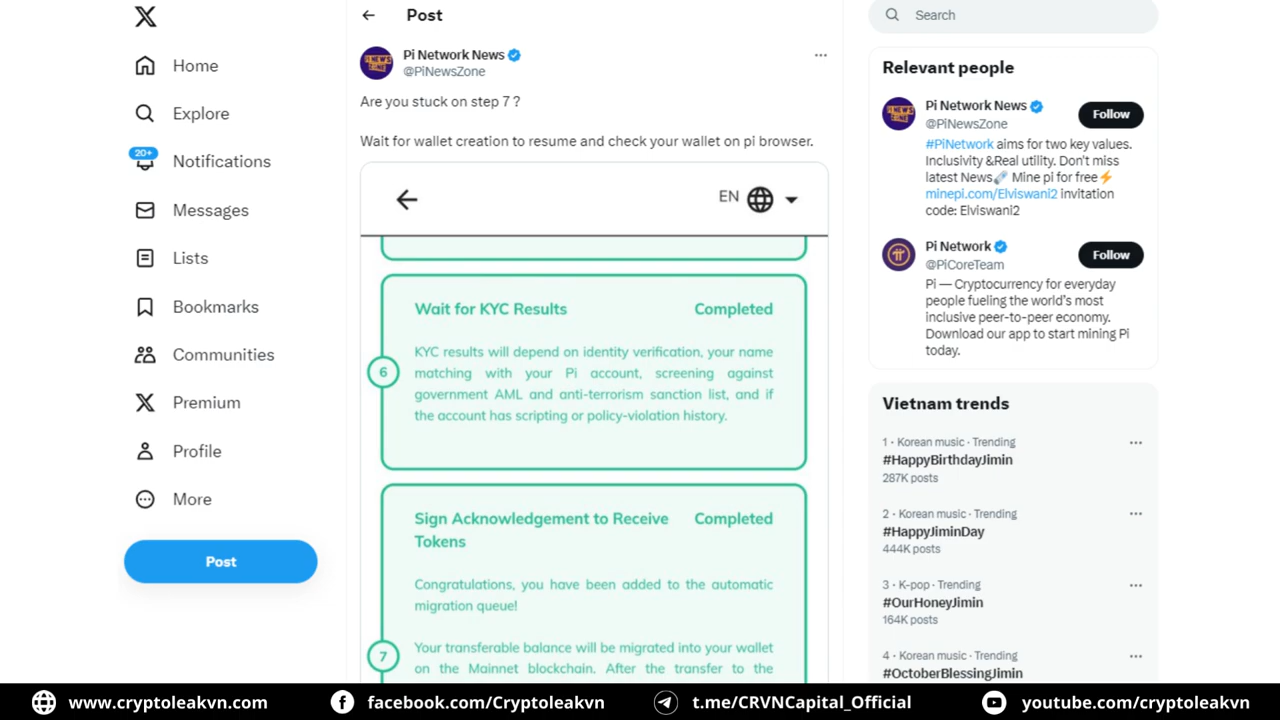 Post
Search
Home
Explore
20+
Notifications
Messages
Lists
Bookmarks
Communities
Premium
Profile
More
Post
Pi Network News
@PiNewsZone
Are you stuck on step 7 ?
Wait for wallet creation to resume and check your wallet on pi browser.
EN
Wait for KYC Results Completed
KYC results will depend on identity verification, your name
matching with your Pi account, screening against
government AML and anti-terrorism sanction list, and if
the account has scripting or policy-violation history.
6
Sign Acknowledgement to Receive Completed
Tokens
Congratulations, you have been added to the automatic
migration queue!
Your transferable balance will be migrated into your wallet
on the Mainnet blockchain. After the transfer to the
7
Relevant people
Pi Network News
@PiNewsZone
Follow
#PiNetwork aims for two key values.
Inclusivity &Real utility. Don't miss
latest News🗞️ Mine pi for free⚡
minepi.com/Elviswani2 invitation
code: Elviswani2
Pi Network
@PiCoreTeam
Follow
Pi — Cryptocurrency for everyday
people fueling the world's most
inclusive peer-to-peer economy.
Download our app to start mining Pi
today.
Vietnam trends
1 · Korean music · Trending
#HappyBirthdayJimin
287K posts
2 · Korean music · Trending
#HappyJiminDay
444K posts
3 · K-pop · Trending
#OurHoneyJimin
164K posts
4 · Korean music · Trending
#OctoberBlessingJimin
www.cryptoleakvn.com
facebook.com/Cryptoleakvn
t.me/CRVNCapital_Official
youtube.com/cryptoleakvn